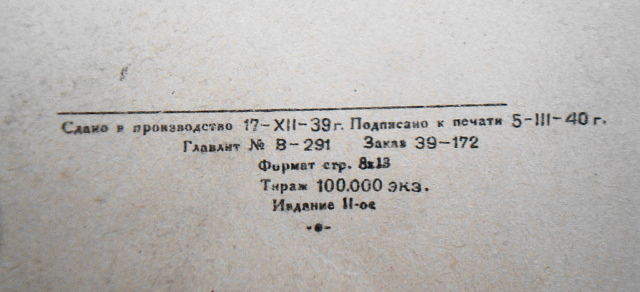 Сдано в производство 17-XII-39 г. Подписано к печати 5-III-40 г.
Главлит № В-291 Заказ 39-172
Формат стр. 8х13
Тираж 100.000 экз.
Издание II-ое